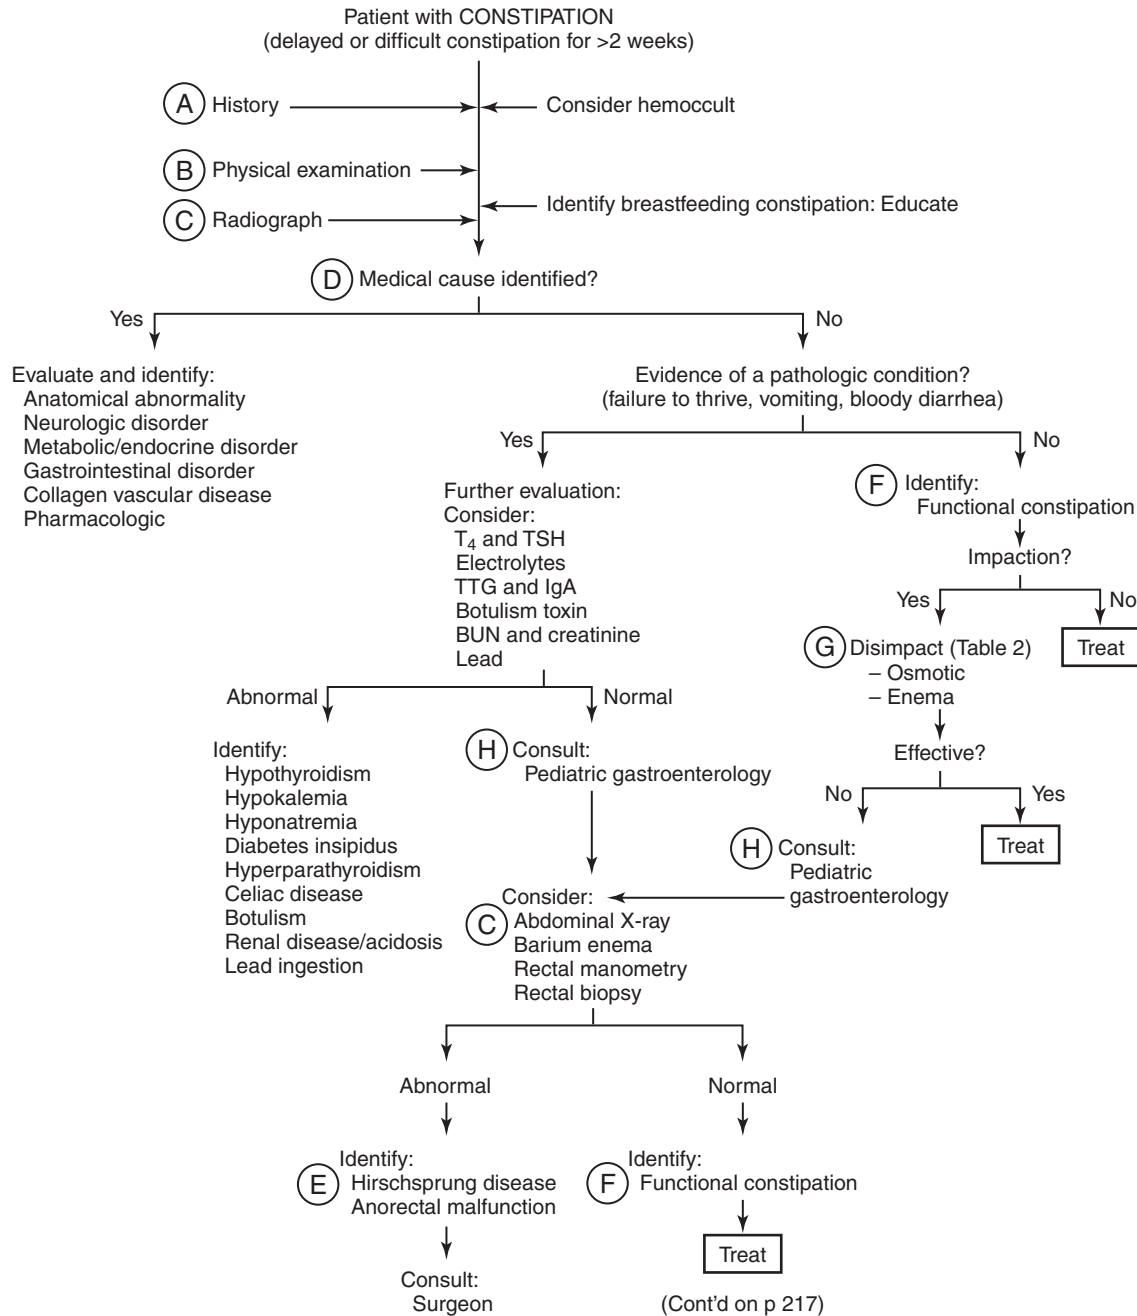 Patient with CONSTIPATION
(delayed or difficult constipation for >2 weeks)
A History
Consider hemoccult
B Physical examination
Identify breastfeeding constipation: Educate
C Radiograph
D Medical cause identified?
Yes
No
Evaluate and identify:
Anatomical abnormality
Neurologic disorder
Metabolic/endocrine disorder
Gastrointestinal disorder
Collagen vascular disease
Pharmacologic
Evidence of a pathologic condition?
(failure to thrive, vomiting, bloody diarrhea)
Yes
No
Further evaluation:
Consider:
T4 and TSH
Electrolytes
TTG and IgA
Botulism toxin
BUN and creatinine
Lead
F Identify:
Functional constipation
Impaction?
Yes
No
G Disimpact (Table 2)
– Osmotic
– Enema
Treat
Effective?
No
Yes
H Consult:
Pediatric
gastroenterology
Treat
Abnormal
Normal
Identify:
Hypothyroidism
Hypokalemia
Hyponatremia
Diabetes insipidus
Hyperparathyroidism
Celiac disease
Botulism
Renal disease/acidosis
Lead ingestion
H Consult:
Pediatric gastroenterology
Consider:
C Abdominal X-ray
Barium enema
Rectal manometry
Rectal biopsy
Abnormal
Normal
E Identify:
Hirschsprung disease
Anorectal malfunction
Consult:
Surgeon
F Identify:
Functional constipation
Treat
(Cont'd on p 217)